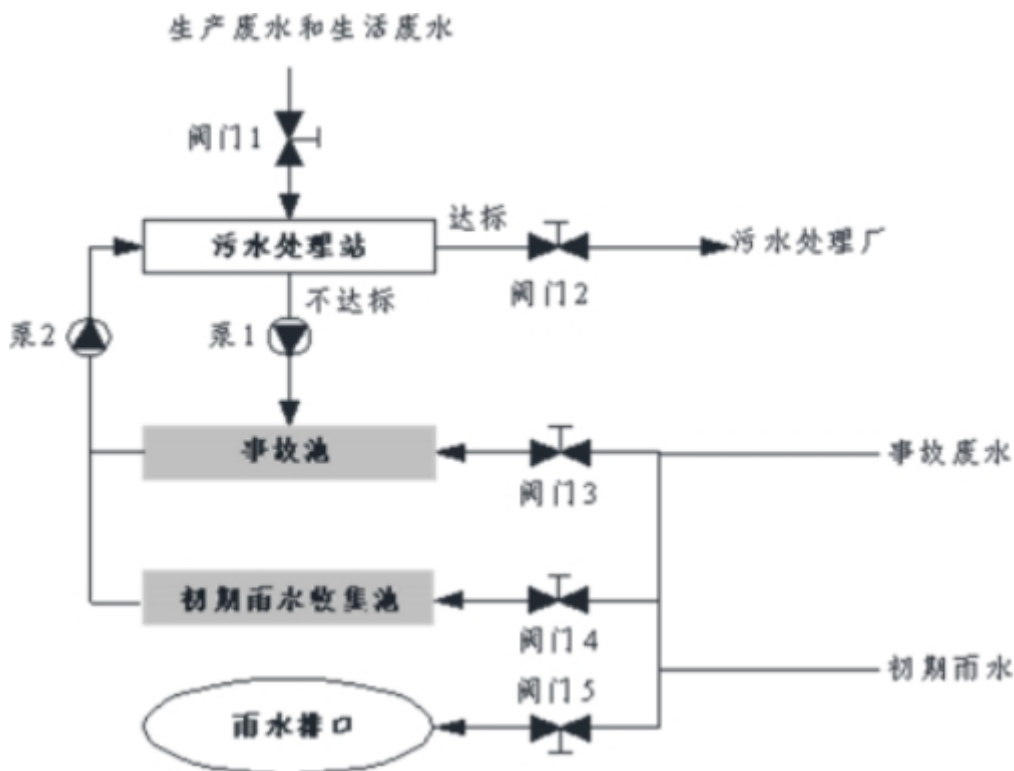 生产废水和生活废水
阀门1
达标
污水处理站
污水处理厂
阀门2
不达标
泵2
泵1
事故池
事故废水
阀门3
初期雨水收集池
阀门4
初期雨水
阀门5
雨水排口